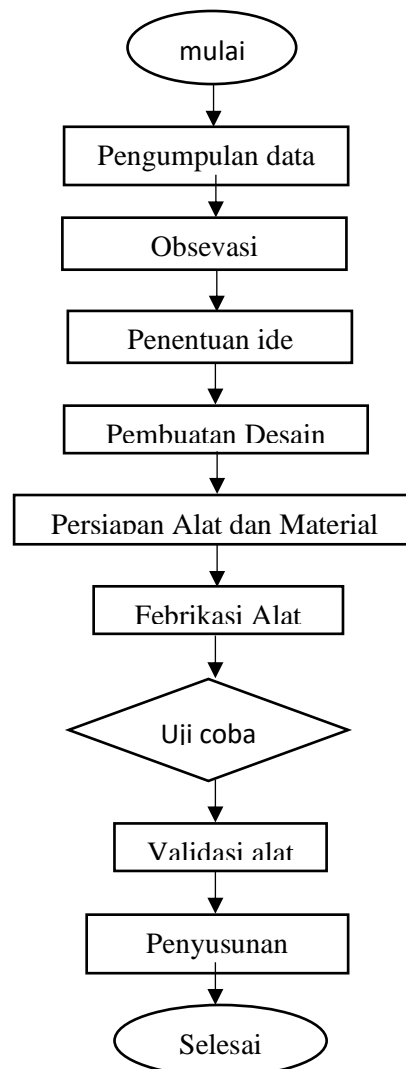 mulai
Pengumpulan data
Obsevasi
Penentuan ide
Pembuatan Desain
Persiapan Alat dan Material
Febrikasi Alat
Uji coba
Validasi alat
Penyusunan
Selesai